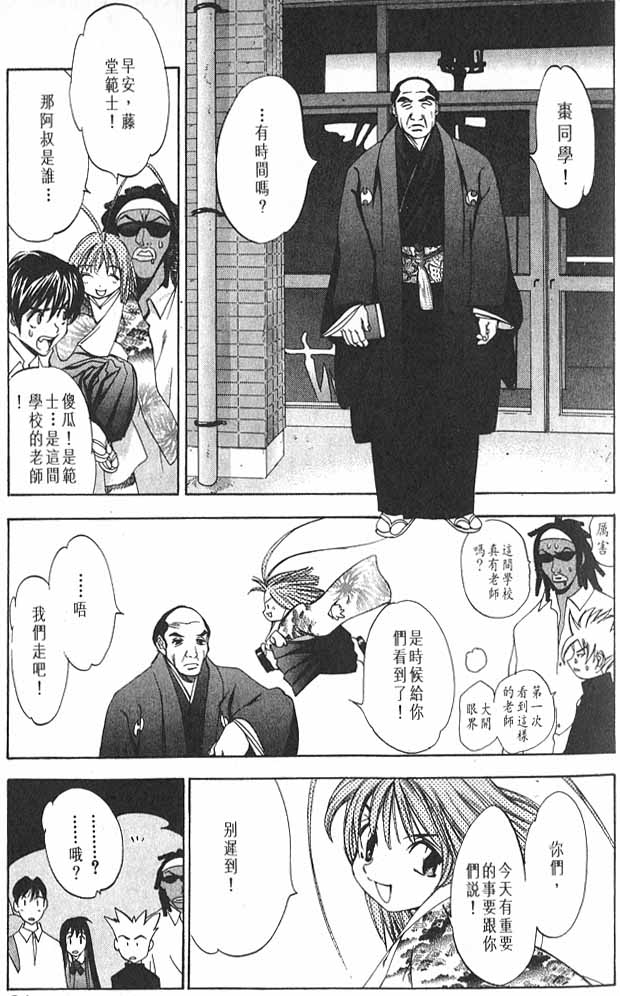 棗同學！
…有時間嗎？
早安，藤
堂範士！
那阿叔是誰…
傻瓜！是範
士…是這間
學校的老師
！
厲害
這間學校
真有老師
嗎？
第一次
看到這樣
的老師
大開
眼界
是時候給你
們看到了！
……唔
我們走吧！
你們，
今天有重要
的事要跟你
們說！
別遲到！
………？
……哦？